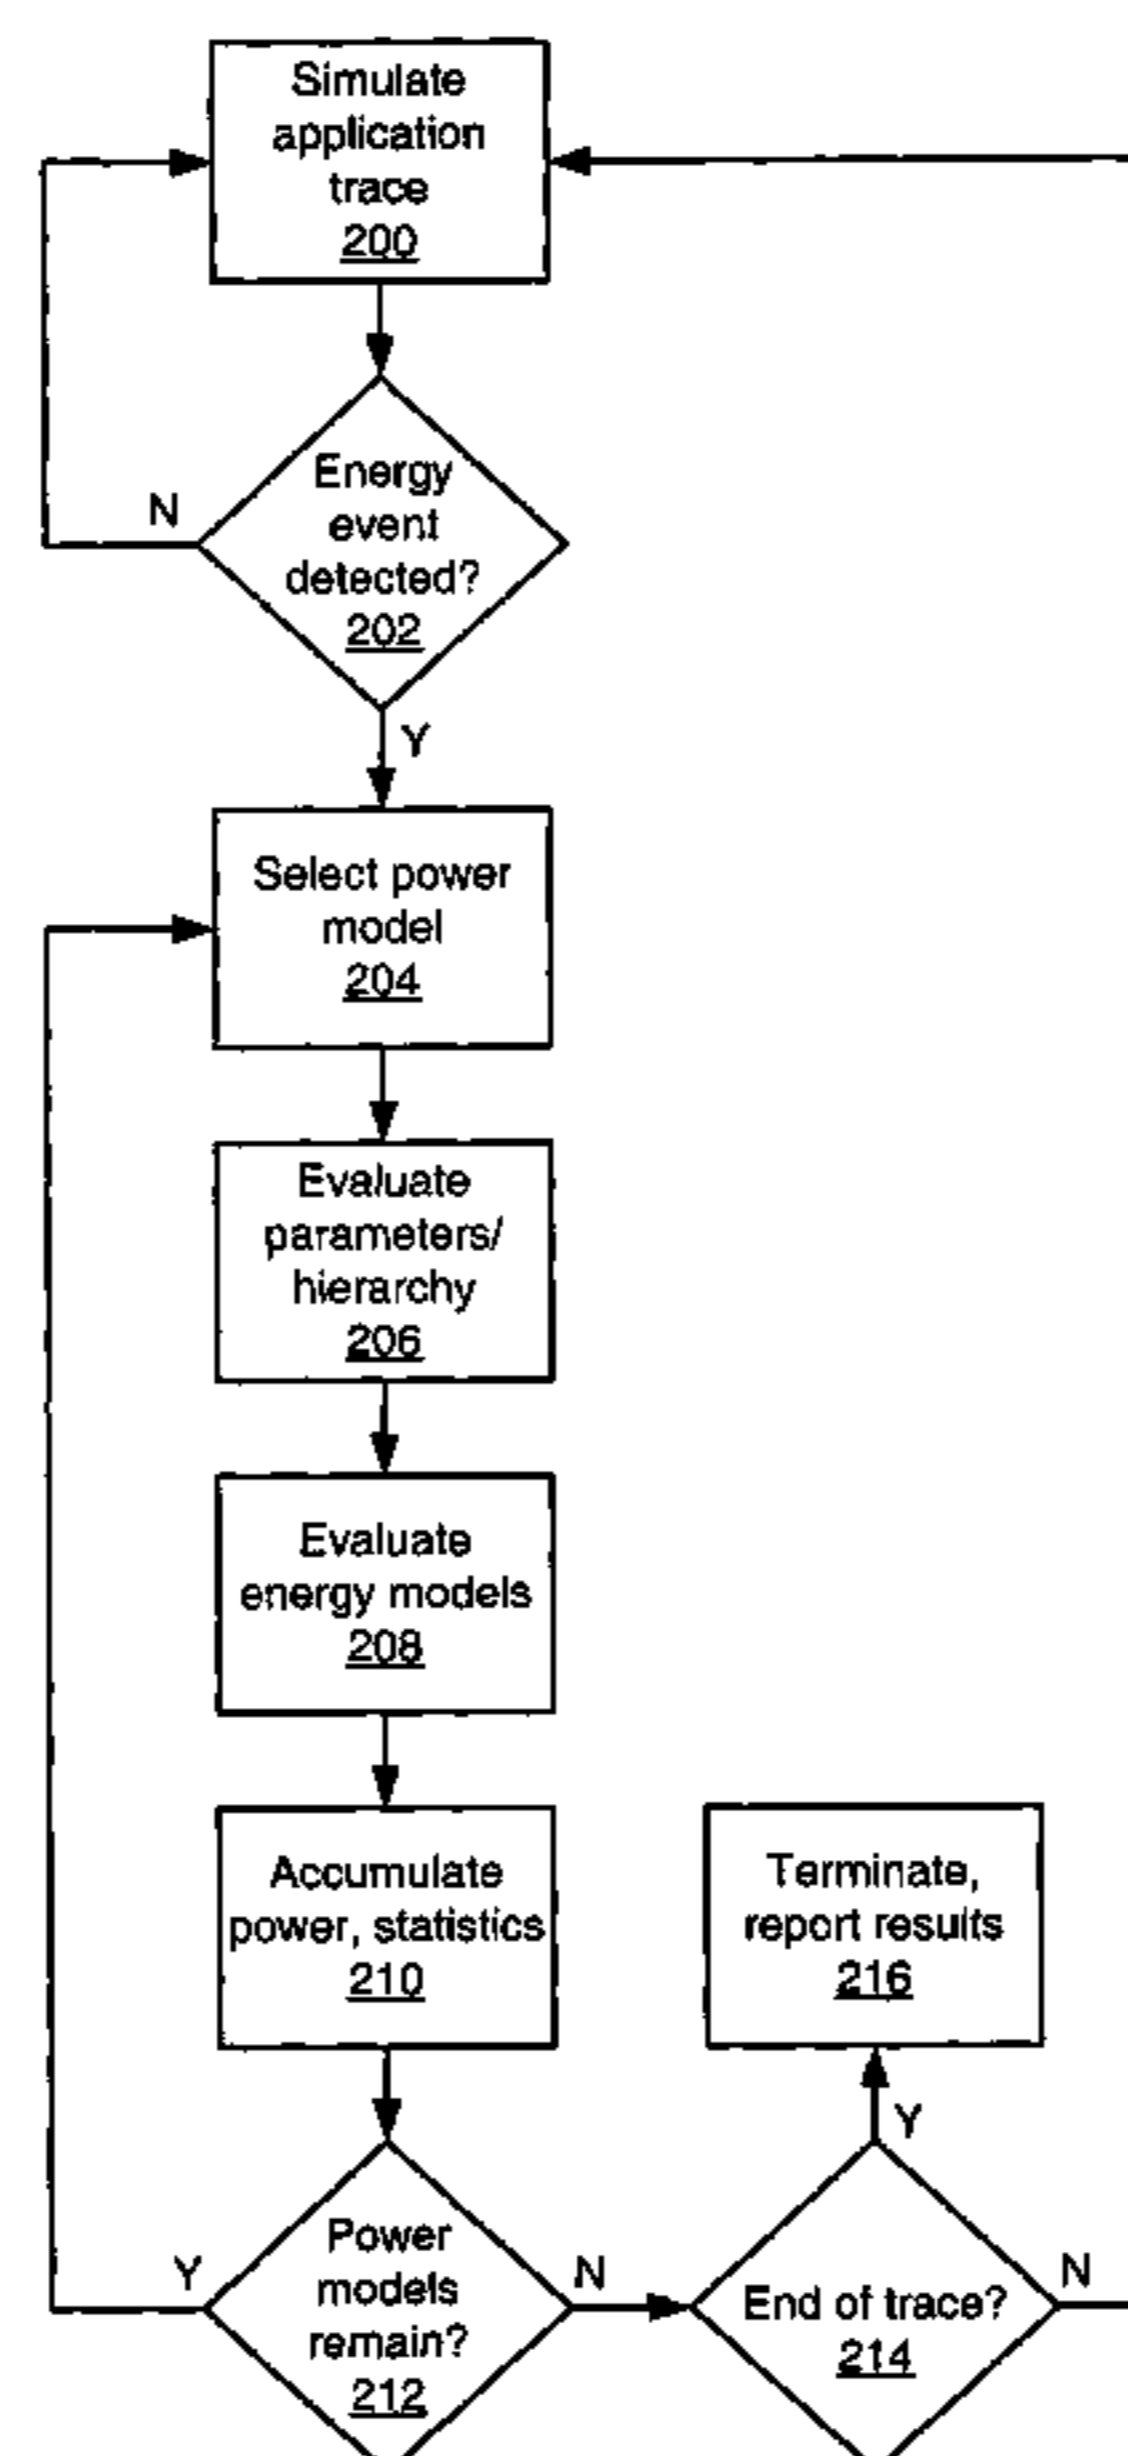 Simulate
application
trace
200
Energy
event
detected?
202
N
Y
Select power
model
204
Evaluate
parameters/
hierarchy
206
Evaluate
energy models
208
Accumulate
power, statistics
210
Terminate,
report results
216
Y
Power
models
remain?
212
Y
N
End of trace?
214
N